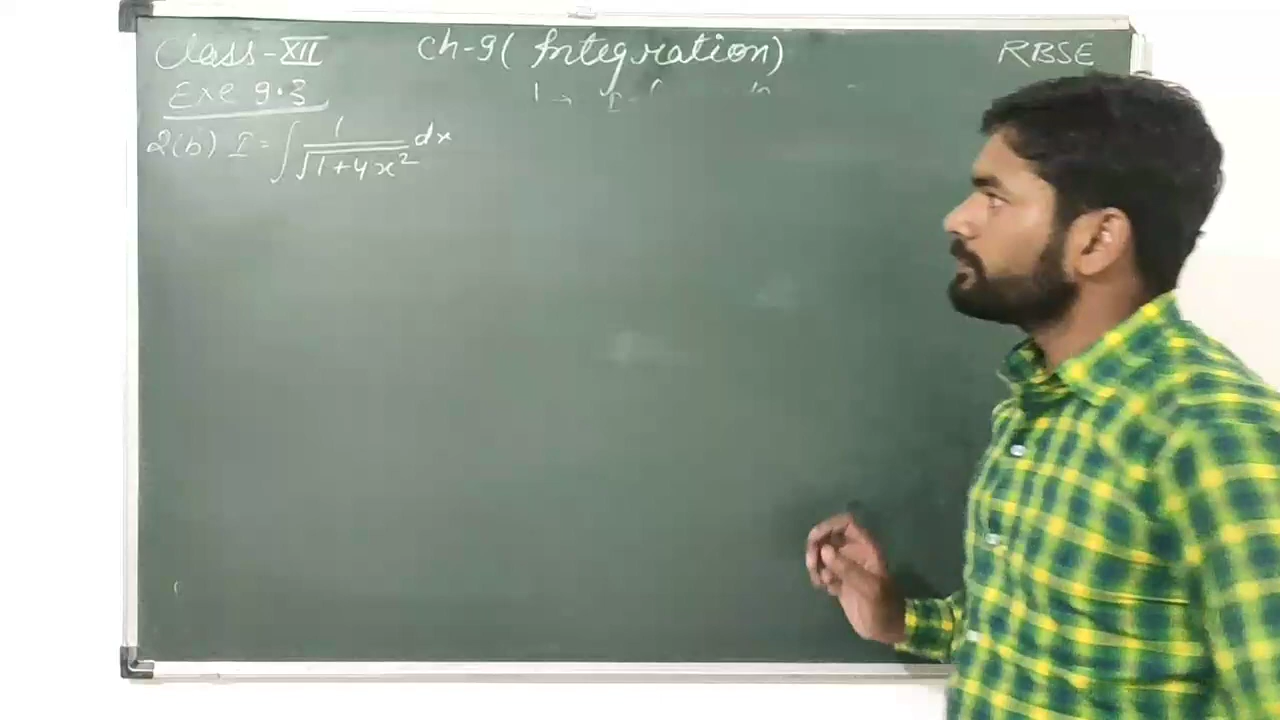 Class-XII Ch-9( Integration) RBSE
Exe 9.3
2(b) I = ∫ 1/√(1+4x²) dx